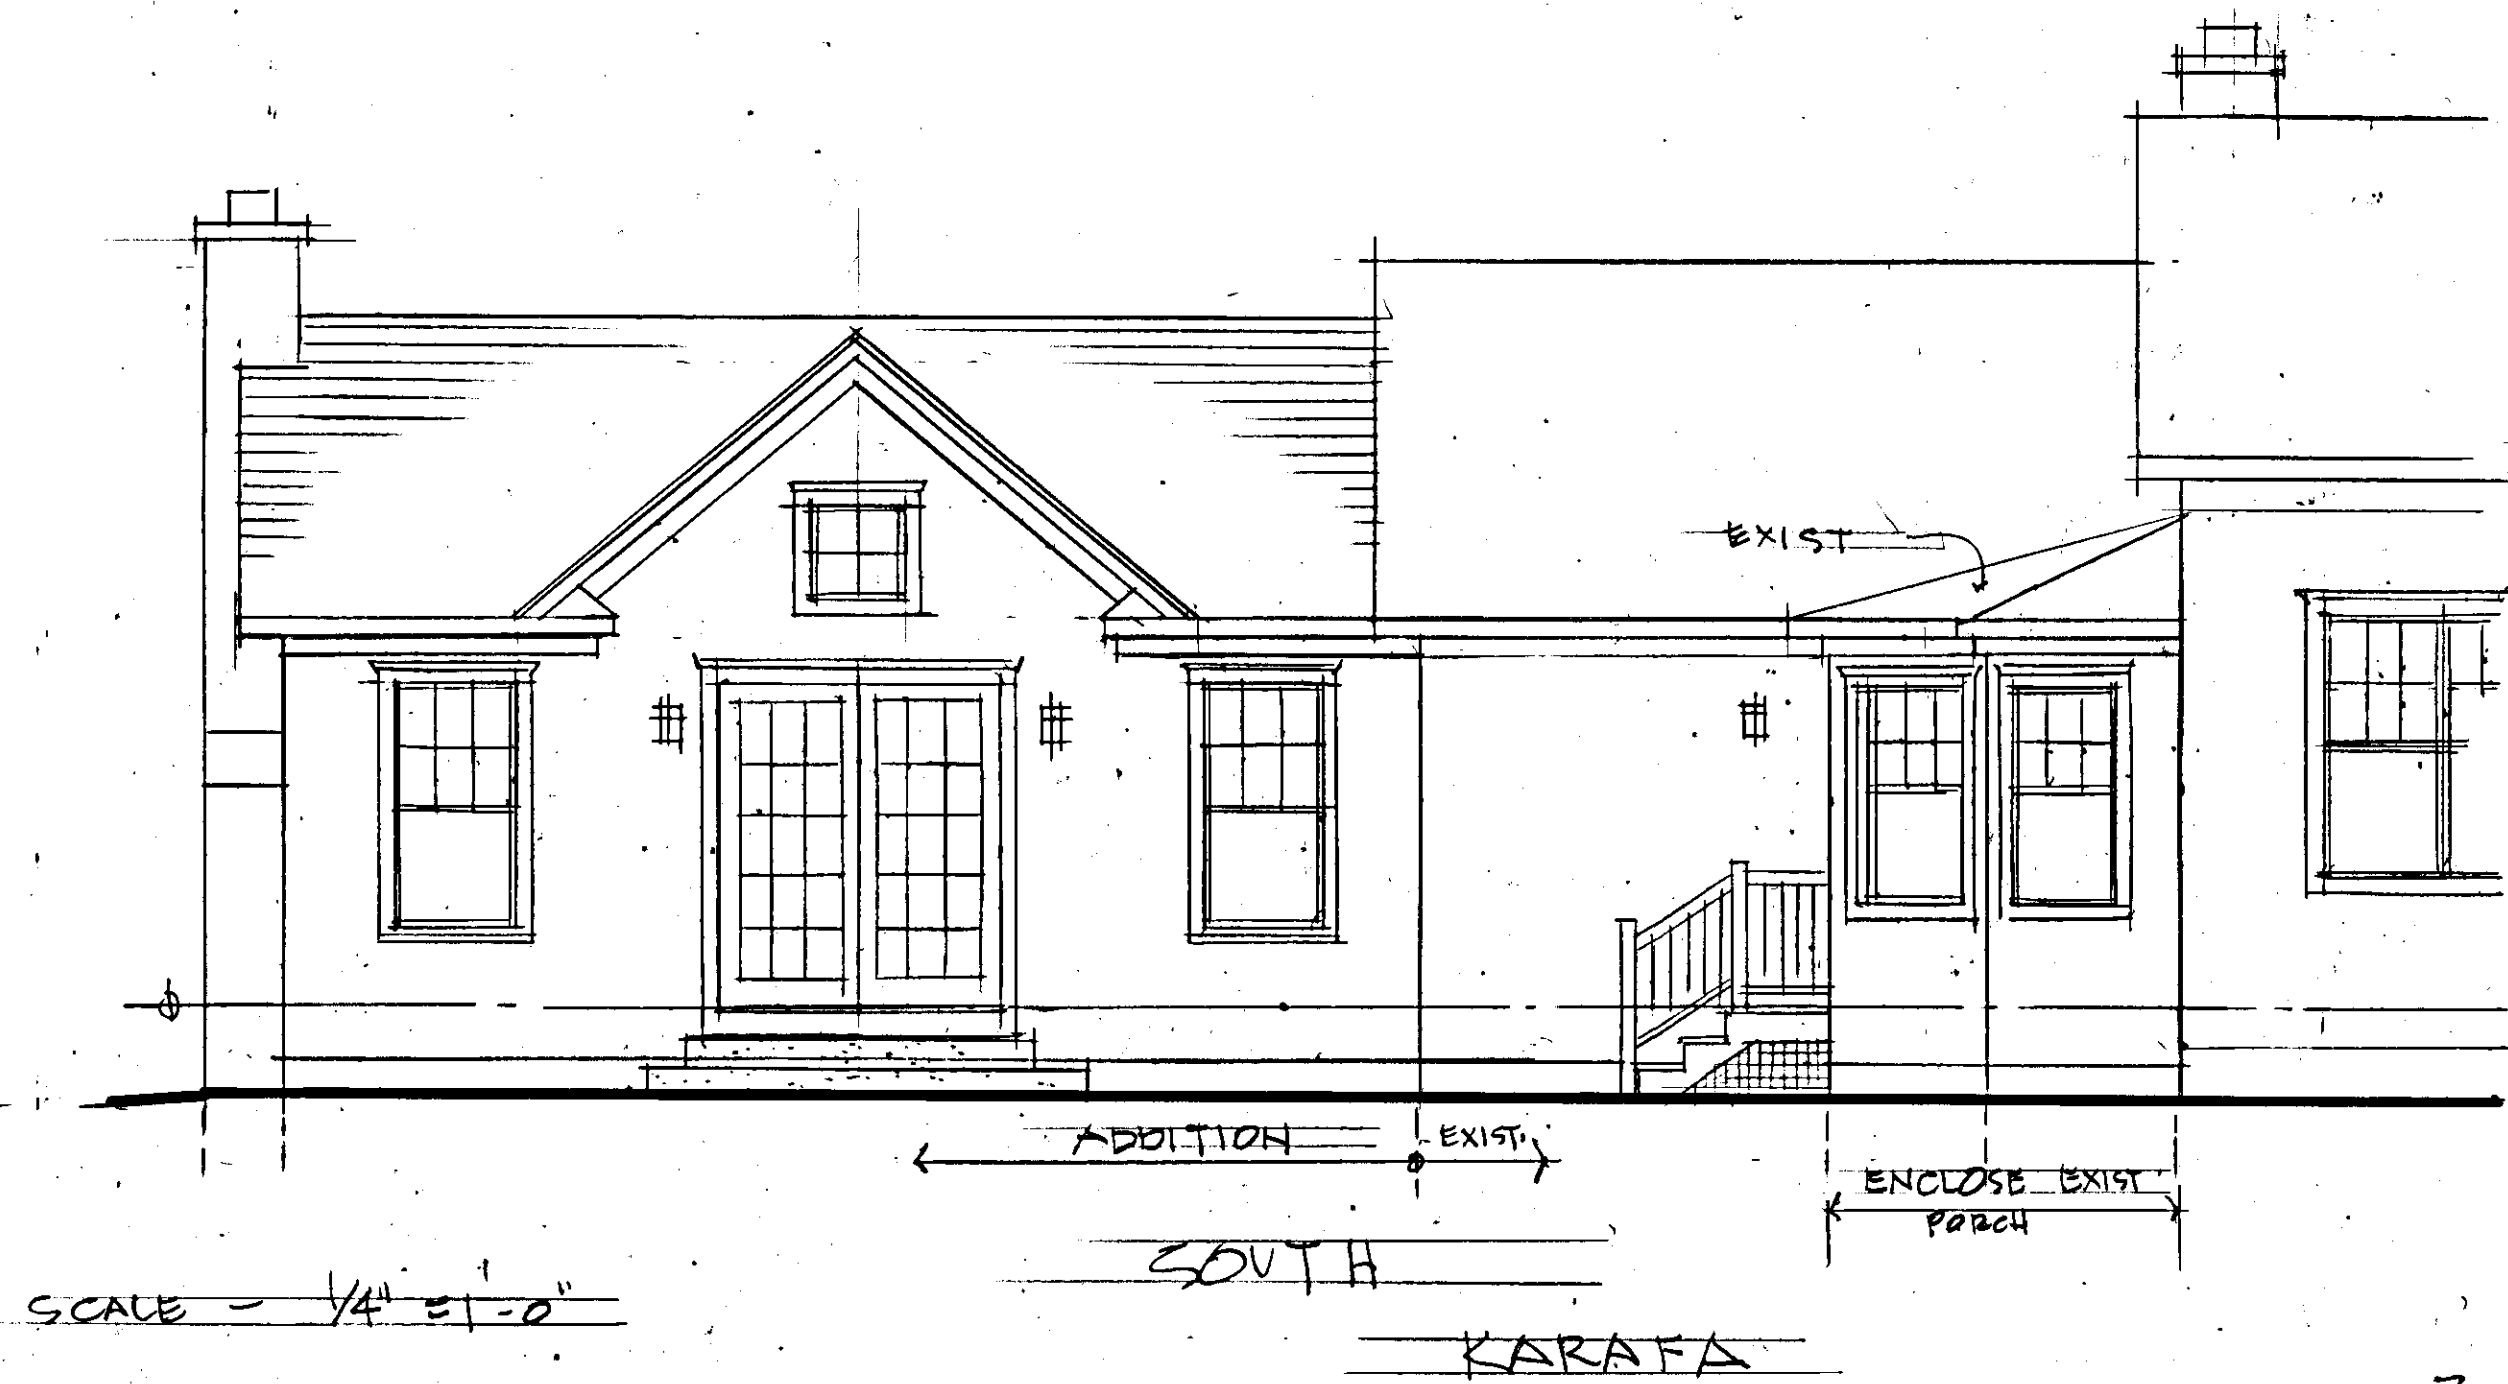 EXIST
ADDITION
EXIST.
ENCLOSE EXIST.
PORCH
SOUTH
SCALE - 1/4" = 1'-0"
KARAFA